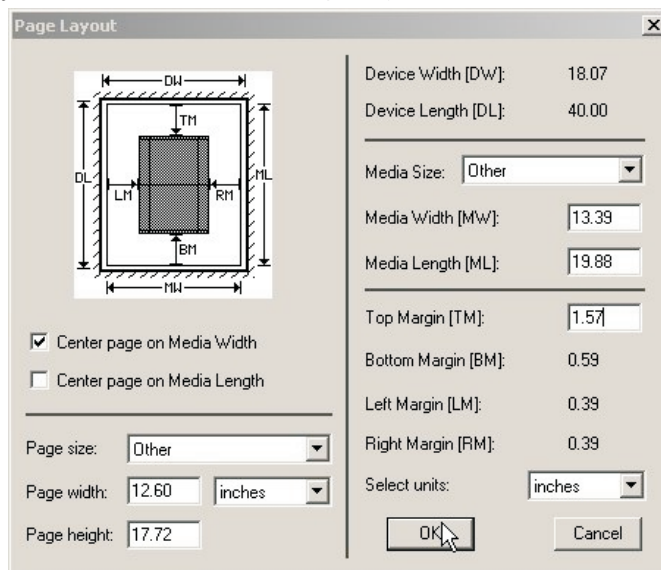 Page Layout
DW
TM
DL
ML
LM
RM
BM
MW
Center page on Media Width
Center page on Media Length
Page size: Other
Page width: 12.60 inches
Page height: 17.72
Device Width [DW]: 18.07
Device Length [DL]: 40.00
Media Size: Other
Media Width [MW]: 13.39
Media Length [ML]: 19.88
Top Margin [TM]: 1.57
Bottom Margin [BM]: 0.59
Left Margin [LM]: 0.39
Right Margin [RM]: 0.39
Select units: inches
OK Cancel